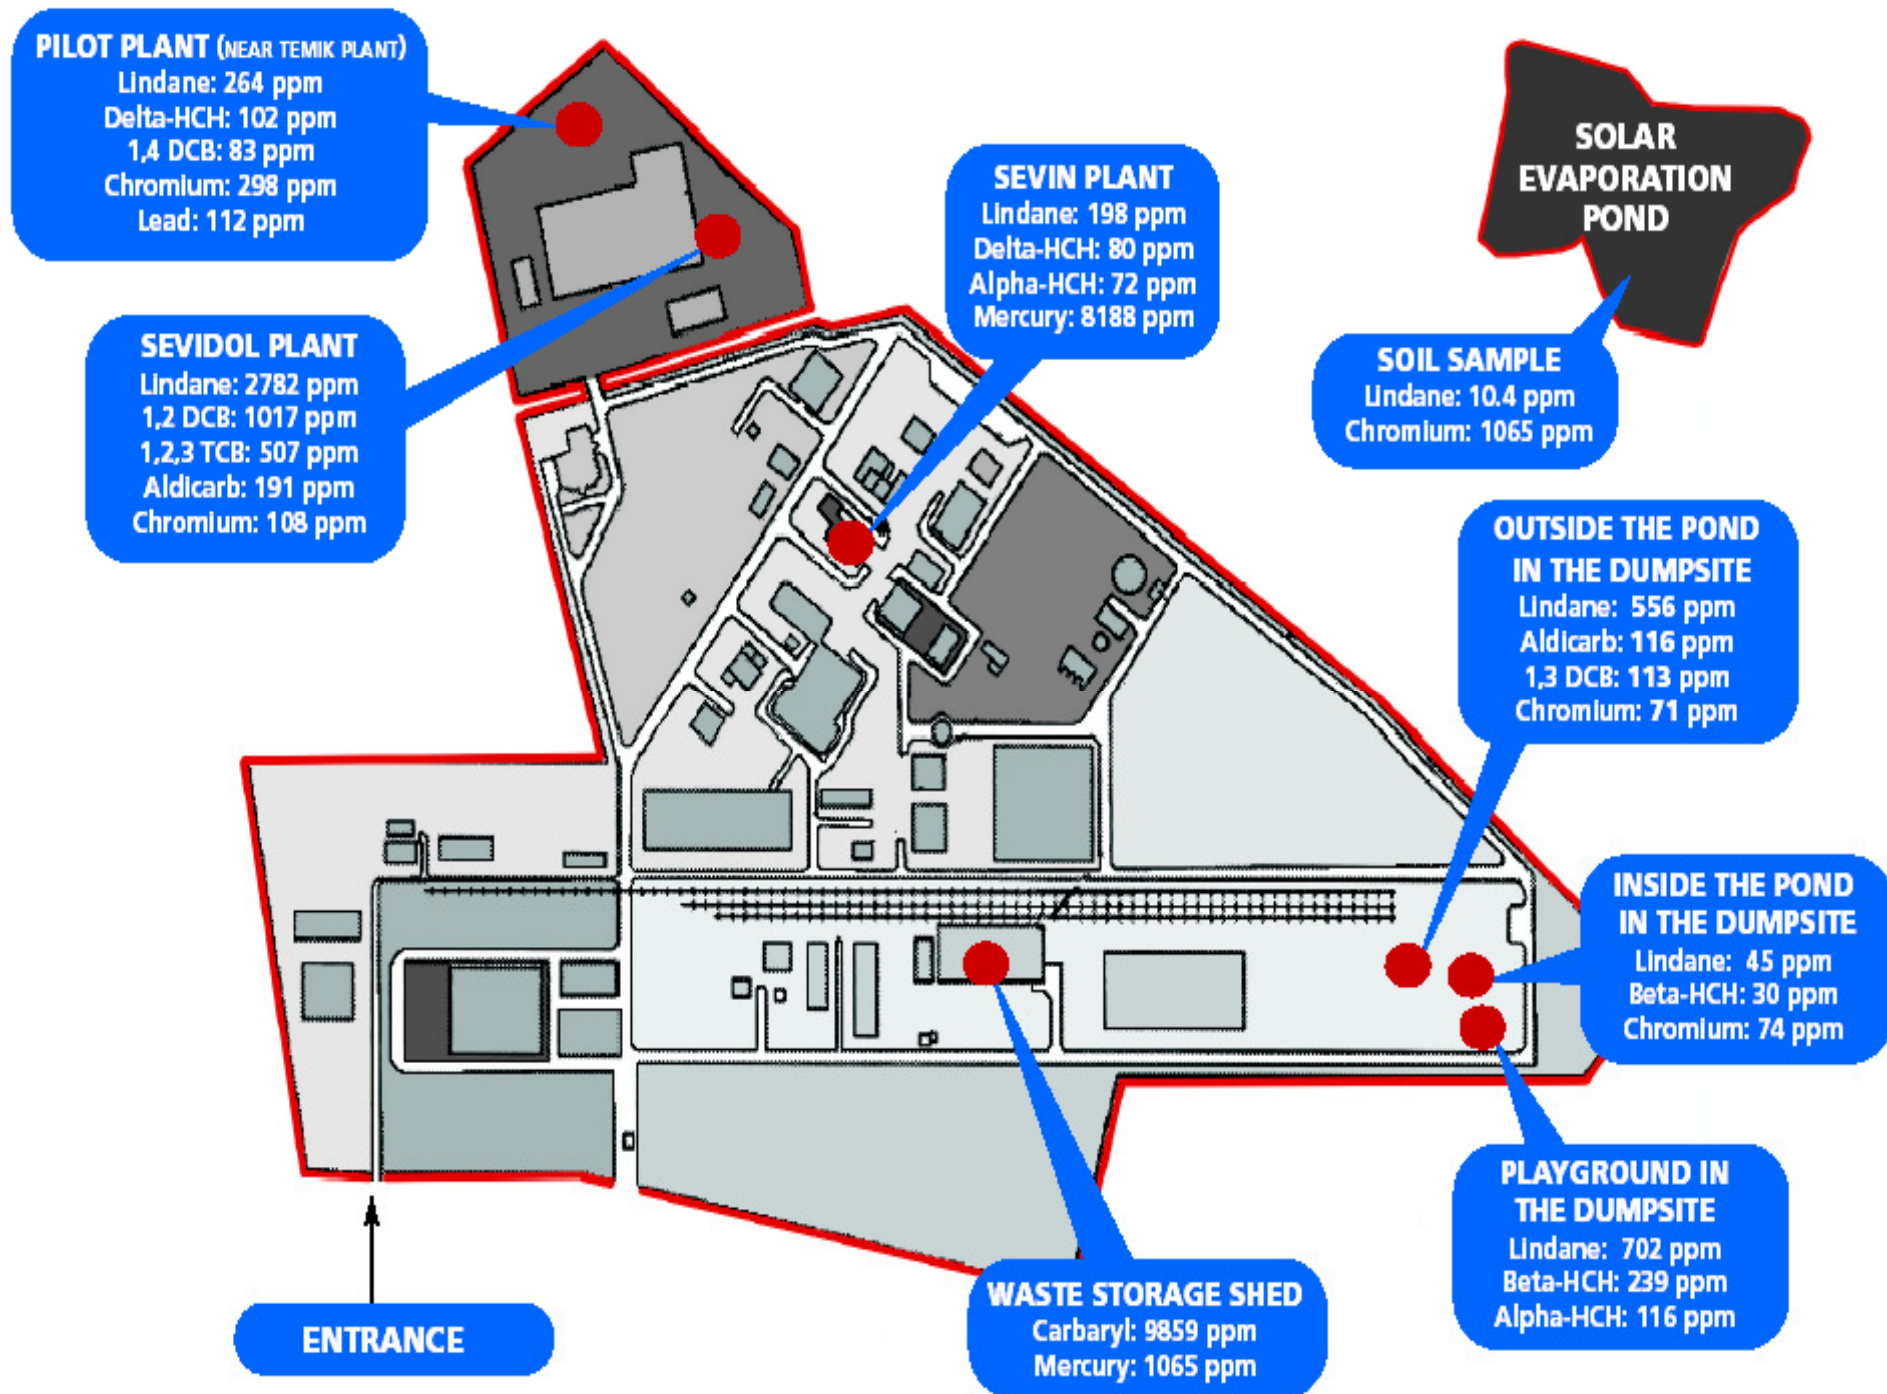 PILOT PLANT (NEAR TEMIK PLANT)
Lindane: 264 ppm
Delta-HCH: 102 ppm
1,4 DCB: 83 ppm
Chromium: 298 ppm
Lead: 112 ppm
SEVIDOL PLANT
Lindane: 2782 ppm
1,2 DCB: 1017 ppm
1,2,3 TCB: 507 ppm
Aldicarb: 191 ppm
Chromium: 108 ppm
SEVIN PLANT
Lindane: 198 ppm
Delta-HCH: 80 ppm
Alpha-HCH: 72 ppm
Mercury: 8188 ppm
SOLAR
EVAPORATION
POND
SOIL SAMPLE
Lindane: 10.4 ppm
Chromium: 1065 ppm
OUTSIDE THE POND
IN THE DUMPSITE
Lindane: 556 ppm
Aldicarb: 116 ppm
1,3 DCB: 113 ppm
Chromium: 71 ppm
INSIDE THE POND
IN THE DUMPSITE
Lindane: 45 ppm
Beta-HCH: 30 ppm
Chromium: 74 ppm
PLAYGROUND IN
THE DUMPSITE
Lindane: 702 ppm
Beta-HCH: 239 ppm
Alpha-HCH: 116 ppm
WASTE STORAGE SHED
Carbaryl: 9859 ppm
Mercury: 1065 ppm
ENTRANCE